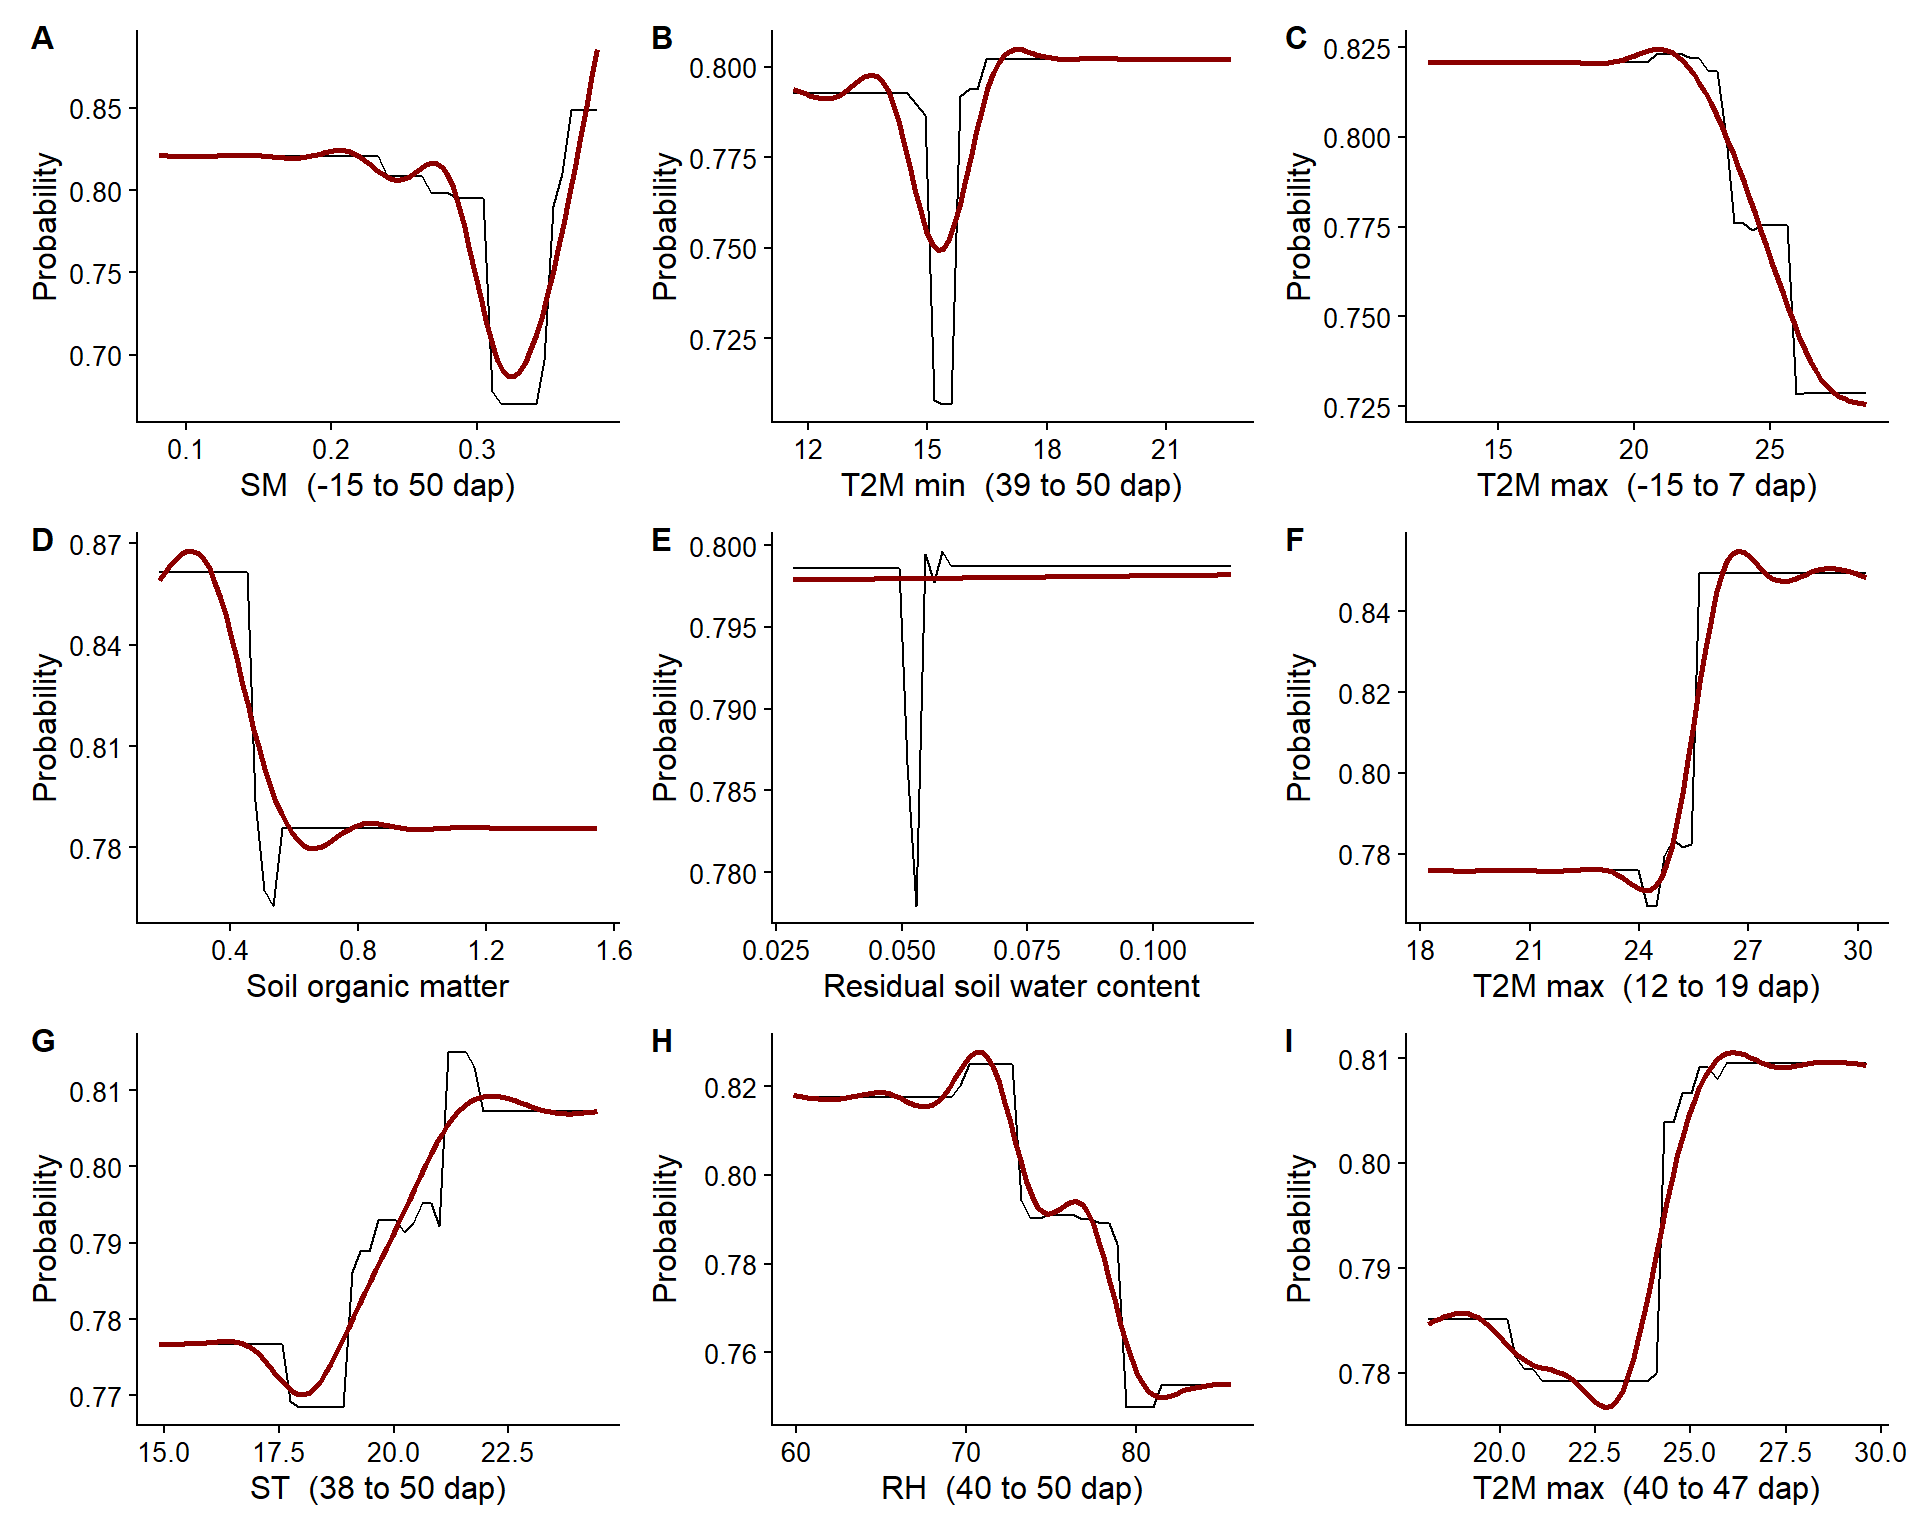 A
Probability
0.85
0.80
0.75
0.70
0.1 0.2 0.3
SM (-15 to 50 dap)
B
Probability
0.800
0.775
0.750
0.725
12 15 18 21
T2M min (39 to 50 dap)
C
Probability
0.825
0.800
0.775
0.750
0.725
15 20 25
T2M max (-15 to 7 dap)
D
Probability
0.87
0.84
0.81
0.78
0.4 0.8 1.2 1.6
Soil organic matter
E
Probability
0.800
0.795
0.790
0.785
0.780
0.025 0.050 0.075 0.100
Residual soil water content
F
Probability
0.84
0.82
0.80
0.78
18 21 24 27 30
T2M max (12 to 19 dap)
G
Probability
0.81
0.80
0.79
0.78
0.77
15.0 17.5 20.0 22.5
ST (38 to 50 dap)
H
Probability
0.82
0.80
0.78
0.76
60 70 80
RH (40 to 50 dap)
I
Probability
0.81
0.80
0.79
0.78
20.0 22.5 25.0 27.5 30.0
T2M max (40 to 47 dap)